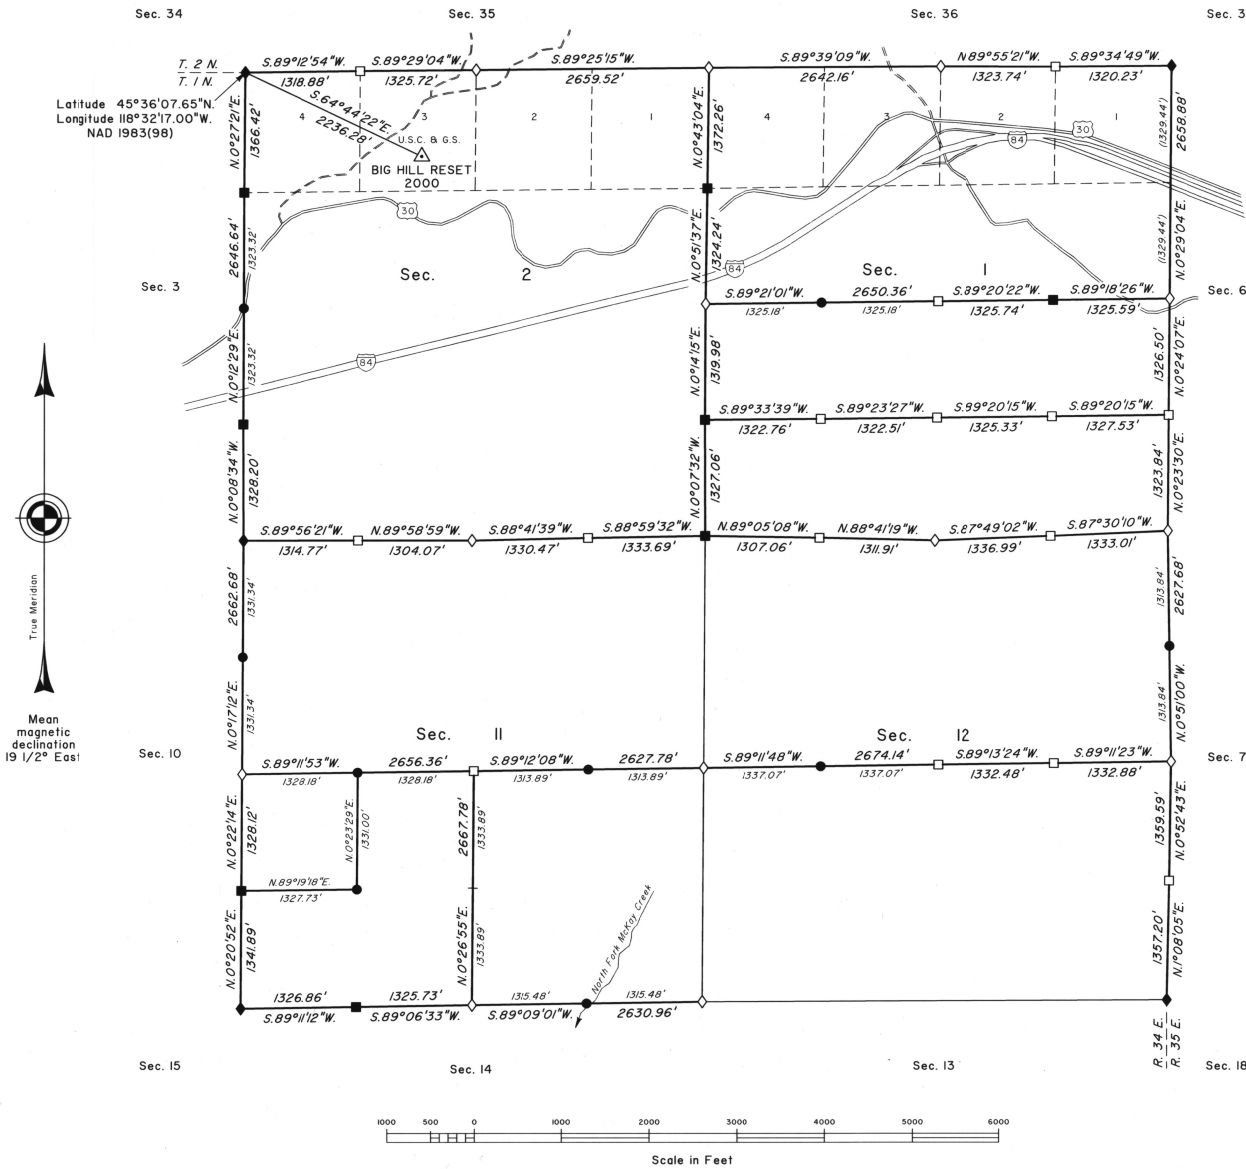 Sec. 34
Sec. 35
Sec. 36
Sec. 3
T. 2 N.
T. 1 N.
S.89°12'54"W.
1318.88'
S.89°29'04"W.
1325.72'
S.89°25'15"W.
2659.52'
S.89°39'09"W.
2642.16'
N89°55'21"W.
1323.74'
S.89°34'49"W.
1320.23'
Latitude 45°36'07.65"N.
Longitude 118°32'17.00"W.
NAD 1983(98)
N.0°27'21"E.
1366.42'
S.64°44'22"E.
2236.28'
4
3
2
1
4
3
2
1
U.S.C. & G.S.
BIG HILL RESET
2000
N.0°43'04"E.
1372.26'
30
84
(1329.44')
2658.88'
2646.64'
1323.32'
30
N.0°51'37"E.
1324.24'
(1329.44')
N.0°29'04"E.
Sec. 3
Sec. 2
84
Sec. 1
Sec. 6
S.89°21'01"W.
1325.18'
2650.36'
1325.18'
S.89°20'22"W.
1325.74'
S.89°18'26"W.
1325.59'
N.0°12'29"E.
1323.32'
84
N.0°14'15"E.
1319.98'
1326.50'
N.0°24'07"E.
S.89°33'39"W.
1322.76'
S.89°23'27"W.
1322.51'
S.89°20'15"W.
1325.33'
S.89°20'15"W.
1327.53'
N.0°08'34"W.
1328.20'
N.0°07'32"W.
1327.06'
1323.84'
N.0°23'30"E.
S.89°56'21"W.
1314.77'
N.89°58'59"W.
1304.07'
S.88°41'39"W.
1330.47'
S.88°59'32"W.
1333.69'
N.89°05'08"W.
1307.06'
N.88°41'19"W.
1311.91'
S.87°49'02"W.
1336.99'
S.87°30'10"W.
1333.01'
True Meridian
2662.68'
1331.34'
1313.84'
2627.68'
N.0°17'12"E.
1331.34'
1313.84'
N.0°51'00"W.
Mean
magnetic
declination
19 1/2° East
Sec. 10
Sec. 11
Sec. 12
Sec. 7
S.89°11'53"W.
1328.18'
2656.36'
1328.18'
S.89°12'08"W.
1313.89'
2627.78'
1313.89'
S.89°11'48"W.
1337.07'
2674.14'
1337.07'
S.89°13'24"W.
1332.48'
S.89°11'23"W.
1332.88'
N.0°22'14"E.
1328.12'
N.0°23'29"E.
1331.00'
2667.78'
1333.89'
1359.59'
N.0°52'43"E.
N.89°19'18"E.
1327.73'
N.0°20'52"E.
1341.89'
N.0°26'55"E.
1333.89'
North Fork McKay Creek
1357.20'
N.1°08'05"E.
1326.86'
S.89°11'12"W.
1325.73'
S.89°06'33"W.
1315.48'
S.89°09'01"W.
1315.48'
2630.96'
R. 34 E.
R. 35 E.
Sec. 15
Sec. 14
Sec. 13
Sec. 18
1000 500 0 1000 2000 3000 4000 5000 6000
Scale in Feet